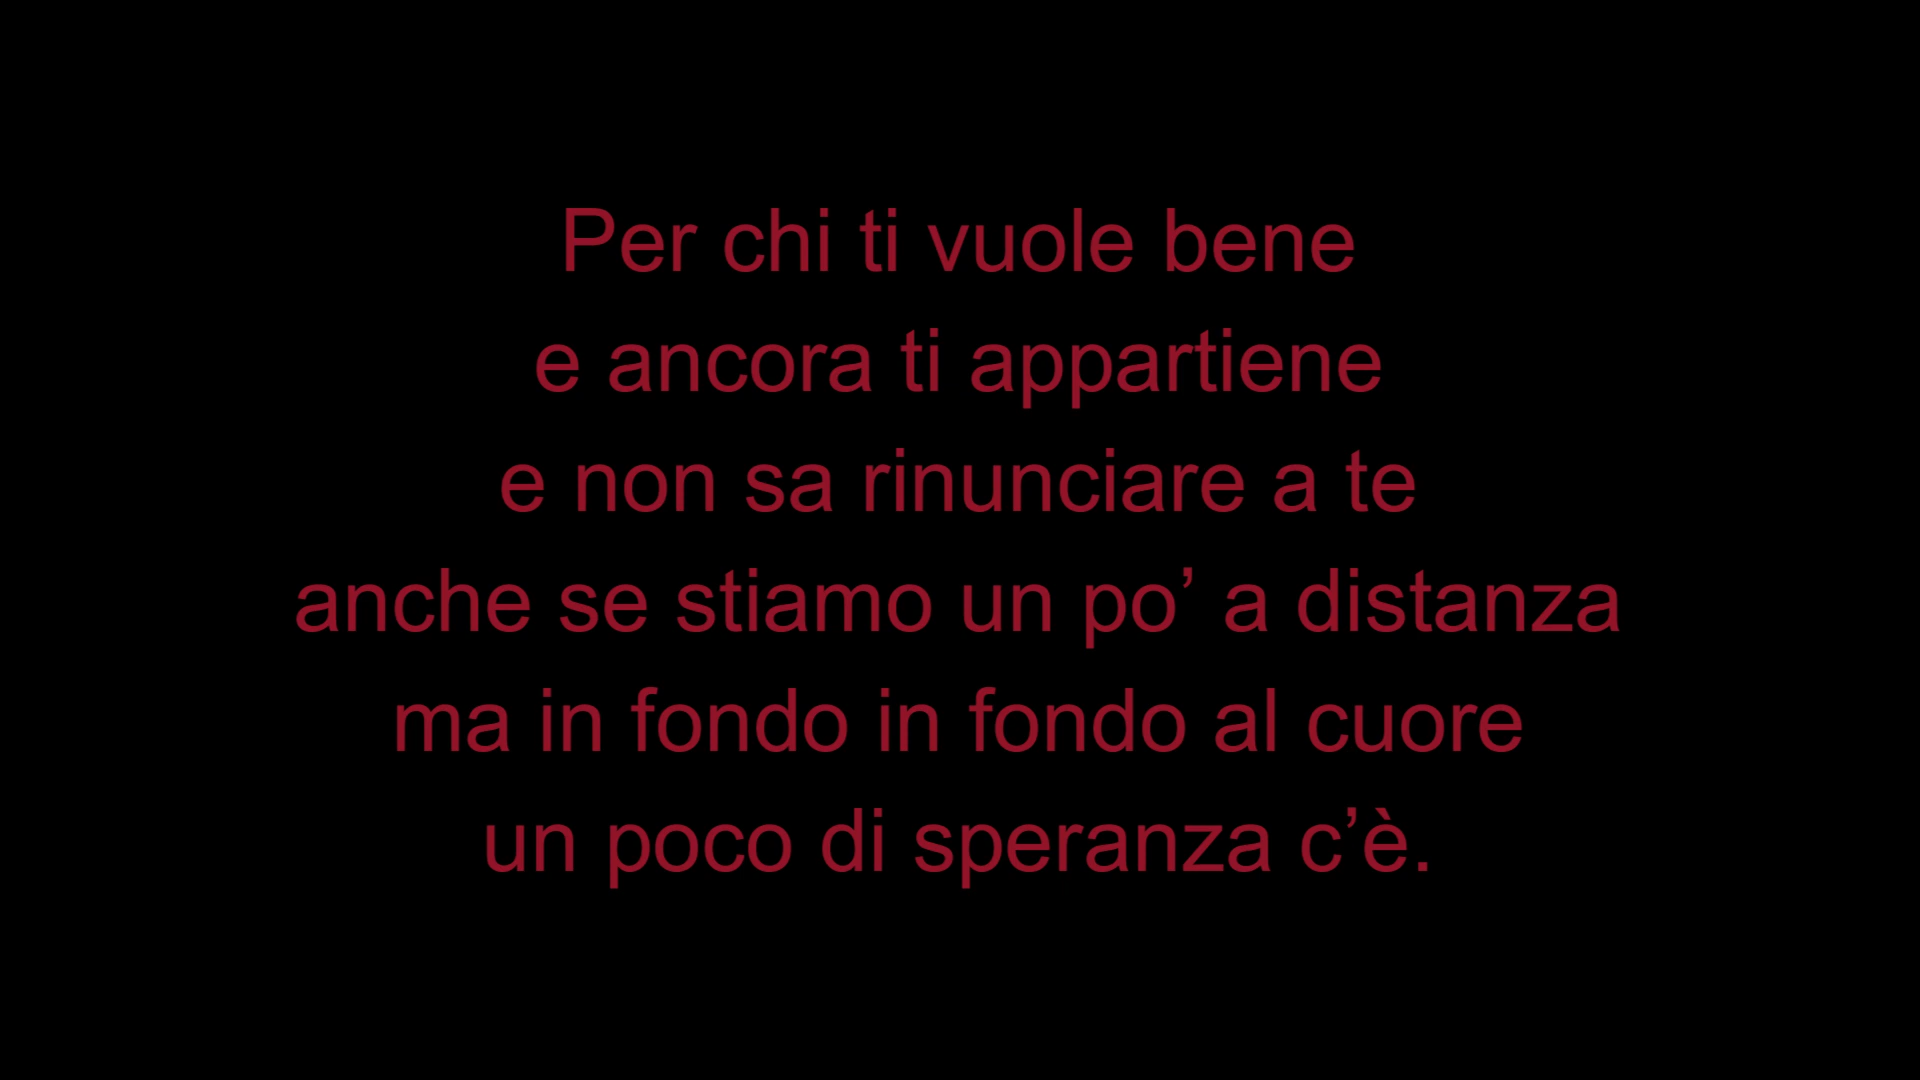 Per chi ti vuole bene
e ancora ti appartiene
e non sa rinunciare a te
anche se stiamo un po’ a distanza
ma in fondo in fondo al cuore
un poco di speranza c’è.